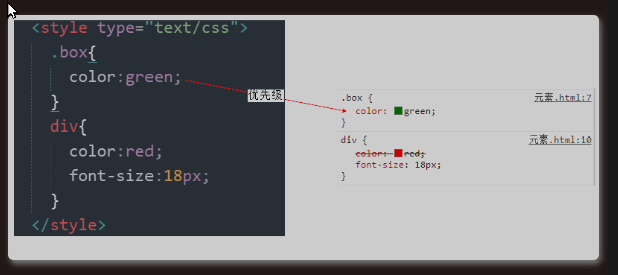 <style type="text/css">
.box{
color:green;
}
div{
color:red;
font-size:18px;
}
</style>
优先级
.box { 元素.html:7
color: green;
}
div { 元素.html:10
color: red;
font-size: 18px;
}